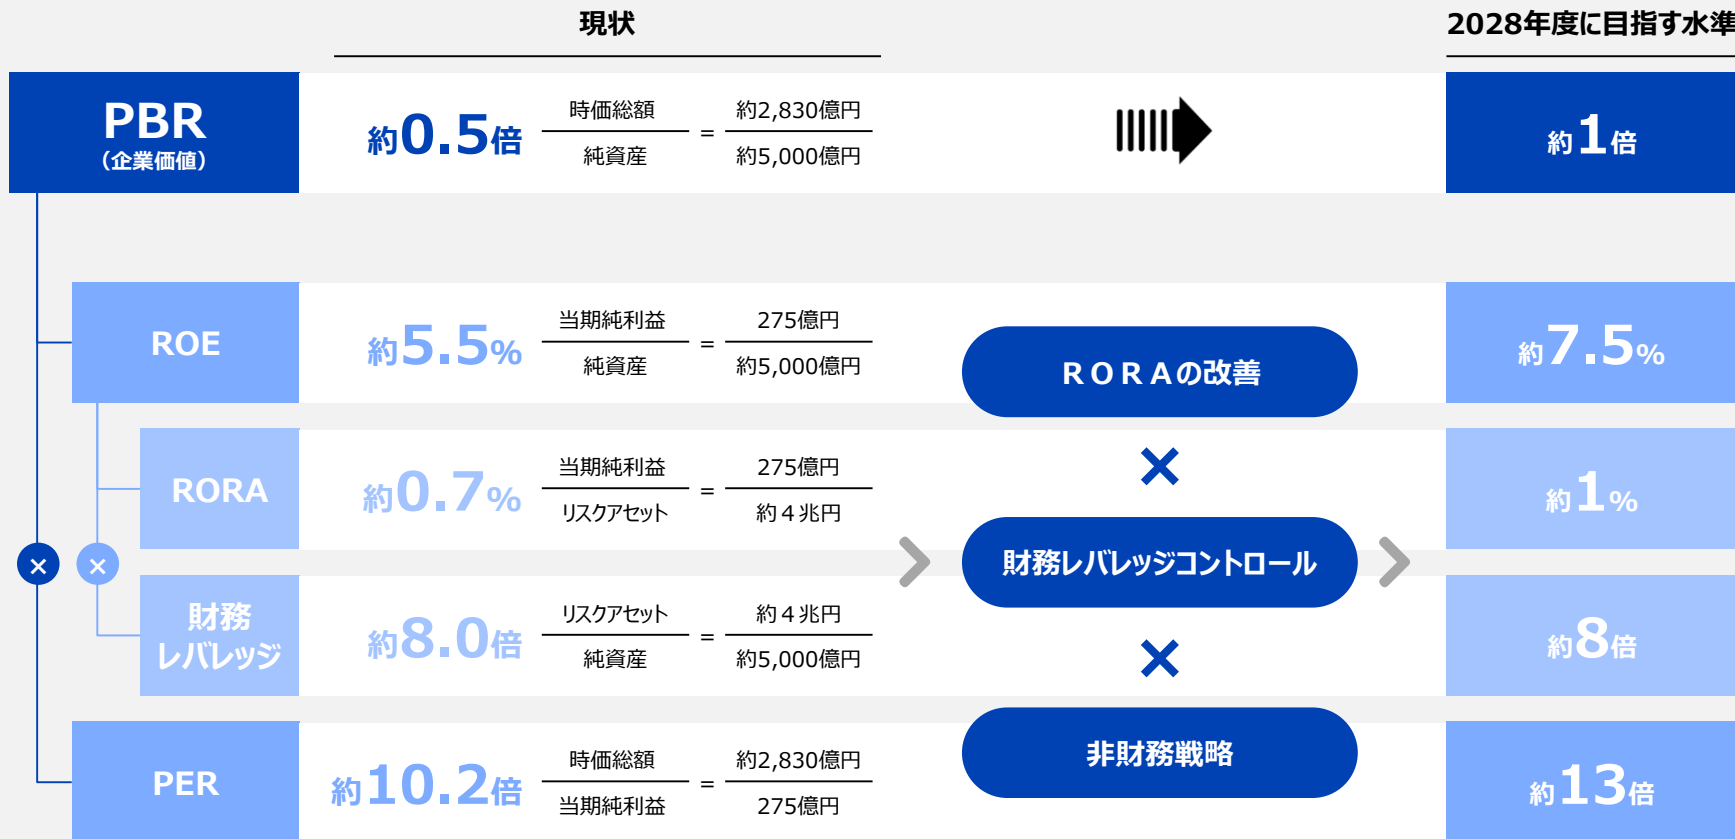 現状
2028年度に目指す水準
PBR
（企業価値）
約0.5倍
時価総額
純資産
=
約2,830億円
約5,000億円
約1倍
ROE
約5.5%
当期純利益
純資産
=
275億円
約5,000億円
RORAの改善
約7.5%
RORA
約0.7%
当期純利益
リスクアセット
=
275億円
約４兆円
×
約1%
×
×
財務レバレッジコントロール
財務
レバレッジ
約8.0倍
リスクアセット
純資産
=
約４兆円
約5,000億円
×
約8倍
PER
約10.2倍
時価総額
当期純利益
=
約2,830億円
275億円
非財務戦略
約13倍